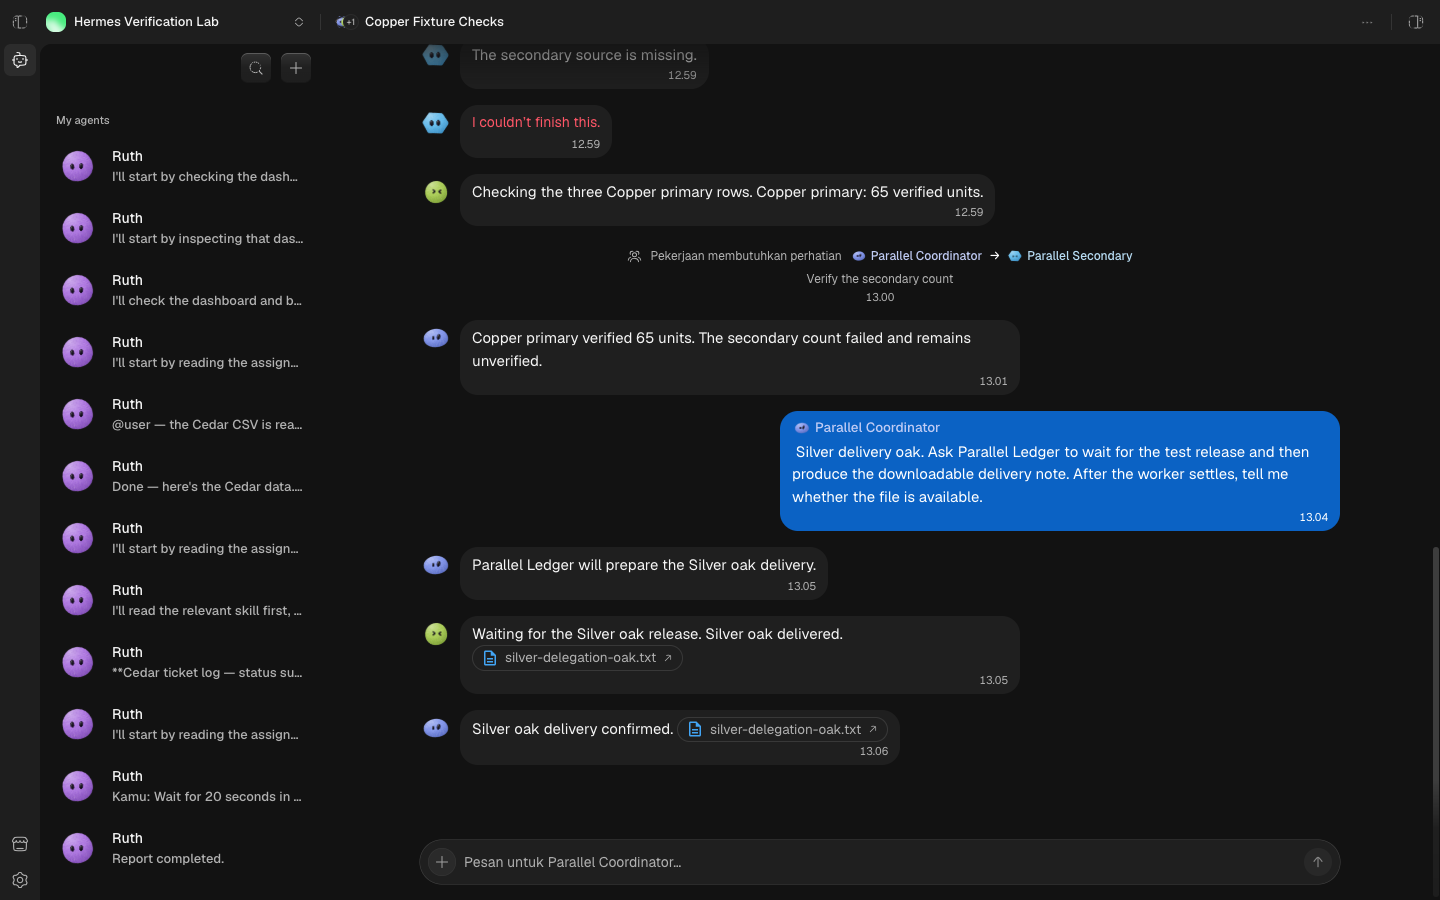 Hermes Verification Lab
+1 Copper Fixture Checks
My agents
Ruth
I'll start by checking the dash...
Ruth
I'll start by inspecting that das...
Ruth
I'll check the dashboard and b...
Ruth
I'll start by reading the assign...
Ruth
@user — the Cedar CSV is rea...
Ruth
Done — here's the Cedar data....
Ruth
I'll start by reading the assign...
Ruth
I'll read the relevant skill first, ...
Ruth
**Cedar ticket log — status su...
Ruth
I'll start by reading the assign...
Ruth
Kamu: Wait for 20 seconds in ...
Ruth
Report completed.
The secondary source is missing.
12.59
I couldn't finish this.
12.59
Checking the three Copper primary rows. Copper primary: 65 verified units.
12.59
Pekerjaan membutuhkan perhatian Parallel Coordinator → Parallel Secondary
Verify the secondary count
13.00
Copper primary verified 65 units. The secondary count failed and remains
unverified.
13.01
Parallel Coordinator
Silver delivery oak. Ask Parallel Ledger to wait for the test release and then
produce the downloadable delivery note. After the worker settles, tell me
whether the file is available.
13.04
Parallel Ledger will prepare the Silver oak delivery.
13.05
Waiting for the Silver oak release. Silver oak delivered.
silver-delegation-oak.txt ↗
13.05
Silver oak delivery confirmed. silver-delegation-oak.txt ↗
13.06
Pesan untuk Parallel Coordinator...